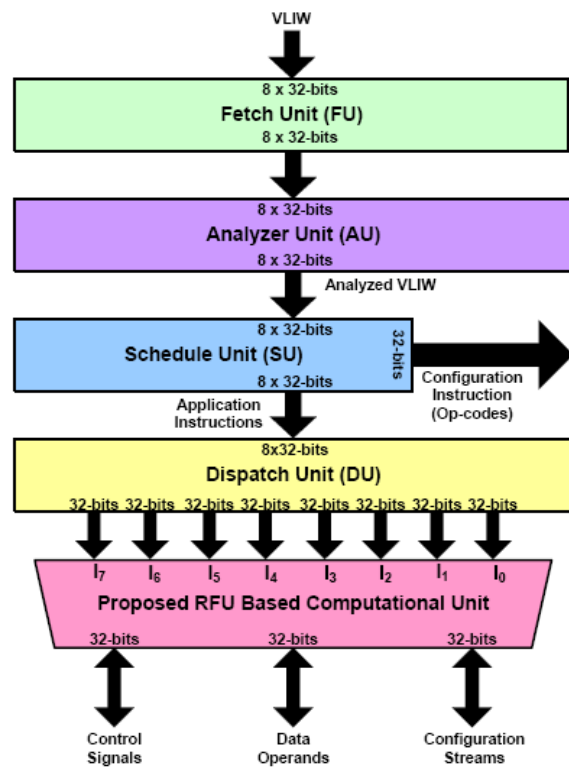 VLIW
8 x 32-bits
Fetch Unit (FU)
8 x 32-bits
8 x 32-bits
Analyzer Unit (AU)
8 x 32-bits
Analyzed VLIW
8 x 32-bits
Schedule Unit (SU)
32-bits
8 x 32-bits
Configuration
Instruction
(Op-codes)
Application
Instructions
8x32-bits
Dispatch Unit (DU)
32-bits 32-bits 32-bits 32-bits 32-bits 32-bits 32-bits 32-bits
I₇ I₆ I₅ I₄ I₃ I₂ I₁ I₀
Proposed RFU Based Computational Unit
32-bits 32-bits 32-bits
Control Data Configuration
Signals Operands Streams